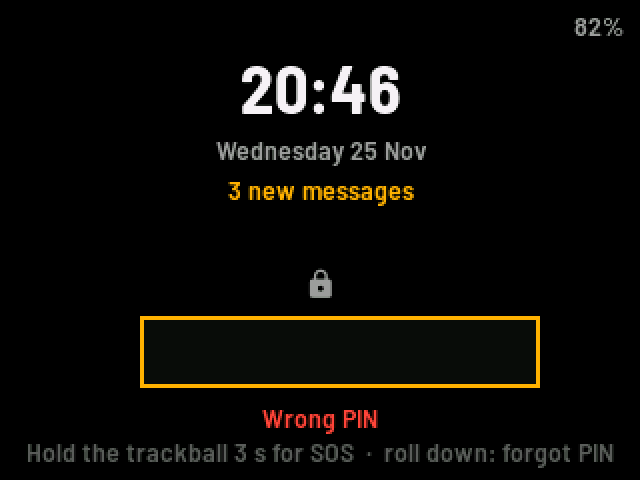 82%
20:46
Wednesday 25 Nov
3 new messages
Wrong PIN
Hold the trackball 3 s for SOS · roll down: forgot PIN